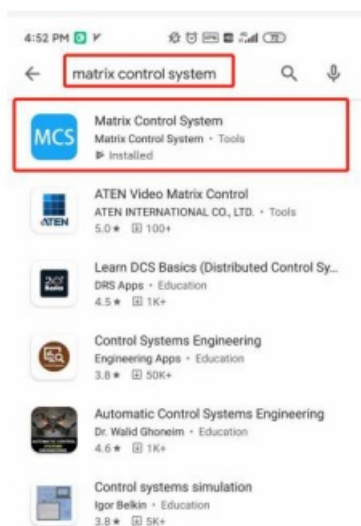 4:52 PM
matrix control system
MCS
Matrix Control System
Matrix Control System • Tools
Installed
ATEN
ATEN Video Matrix Control
ATEN INTERNATIONAL CO., LTD. • Tools
5.0 ★ 100+
Learn DCS Basics (Distributed Control Sy...
DRS Apps • Education
4.5 ★ 1K+
Control Systems Engineering
Engineering Apps • Education
3.8 ★ 50K+
Automatic Control Systems Engineering
Dr. Walid Ghoneim • Education
4.6 ★ 1K+
Control systems simulation
Igor Belkin • Education
3.8 ★ 5K+